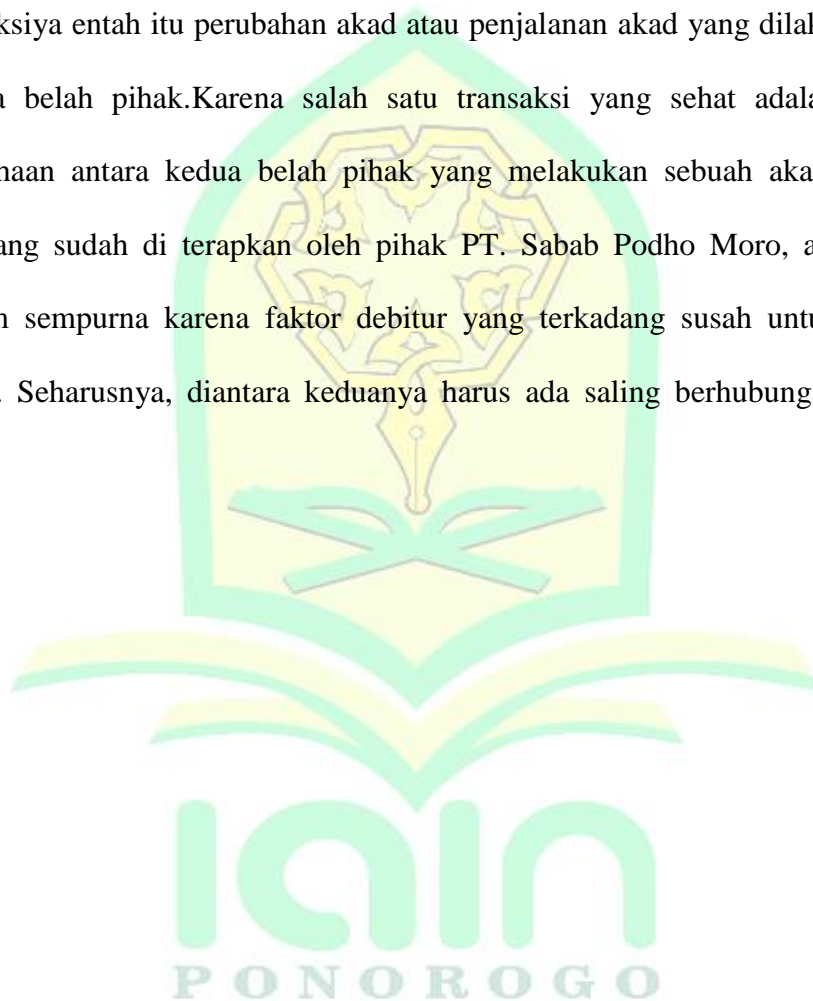 ksiya entah itu perubahan akad atau penjalanan akad yang dilak
a belah pihak.Karena salah satu transaksi yang sehat adala
naan antara kedua belah pihak yang melakukan sebuah aka
ang sudah di terapkan oleh pihak PT. Sabab Podho Moro, a
n sempurna karena faktor debitur yang terkadang susah untu
. Seharusnya, diantara keduanya harus ada saling berhubung
iain
PONOROGO